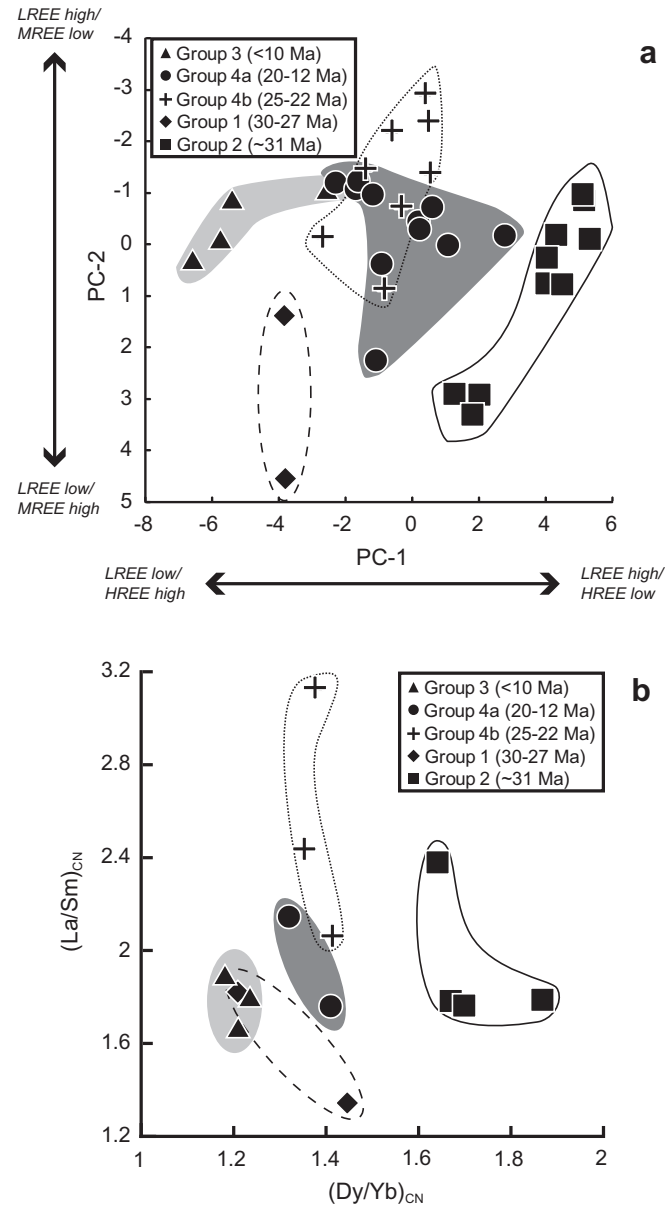 LREE high/
MREE low
a
-4
-3
-2
-1
0
1
2
3
4
5
PC-2
▲ Group 3 (<10 Ma)
● Group 4a (20-12 Ma)
+ Group 4b (25-22 Ma)
◆ Group 1 (30-27 Ma)
■ Group 2 (~31 Ma)
LREE low/
MREE high
-8 -6 -4 -2 0 2 4 6
PC-1
LREE low/
HREE high
LREE high/
HREE low
b
3.2
2.8
2.4
2
1.6
1.2
(La/Sm)CN
▲ Group 3 (<10 Ma)
● Group 4a (20-12 Ma)
+ Group 4b (25-22 Ma)
◆ Group 1 (30-27 Ma)
■ Group 2 (~31 Ma)
1 1.2 1.4 1.6 1.8 2
(Dy/Yb)CN